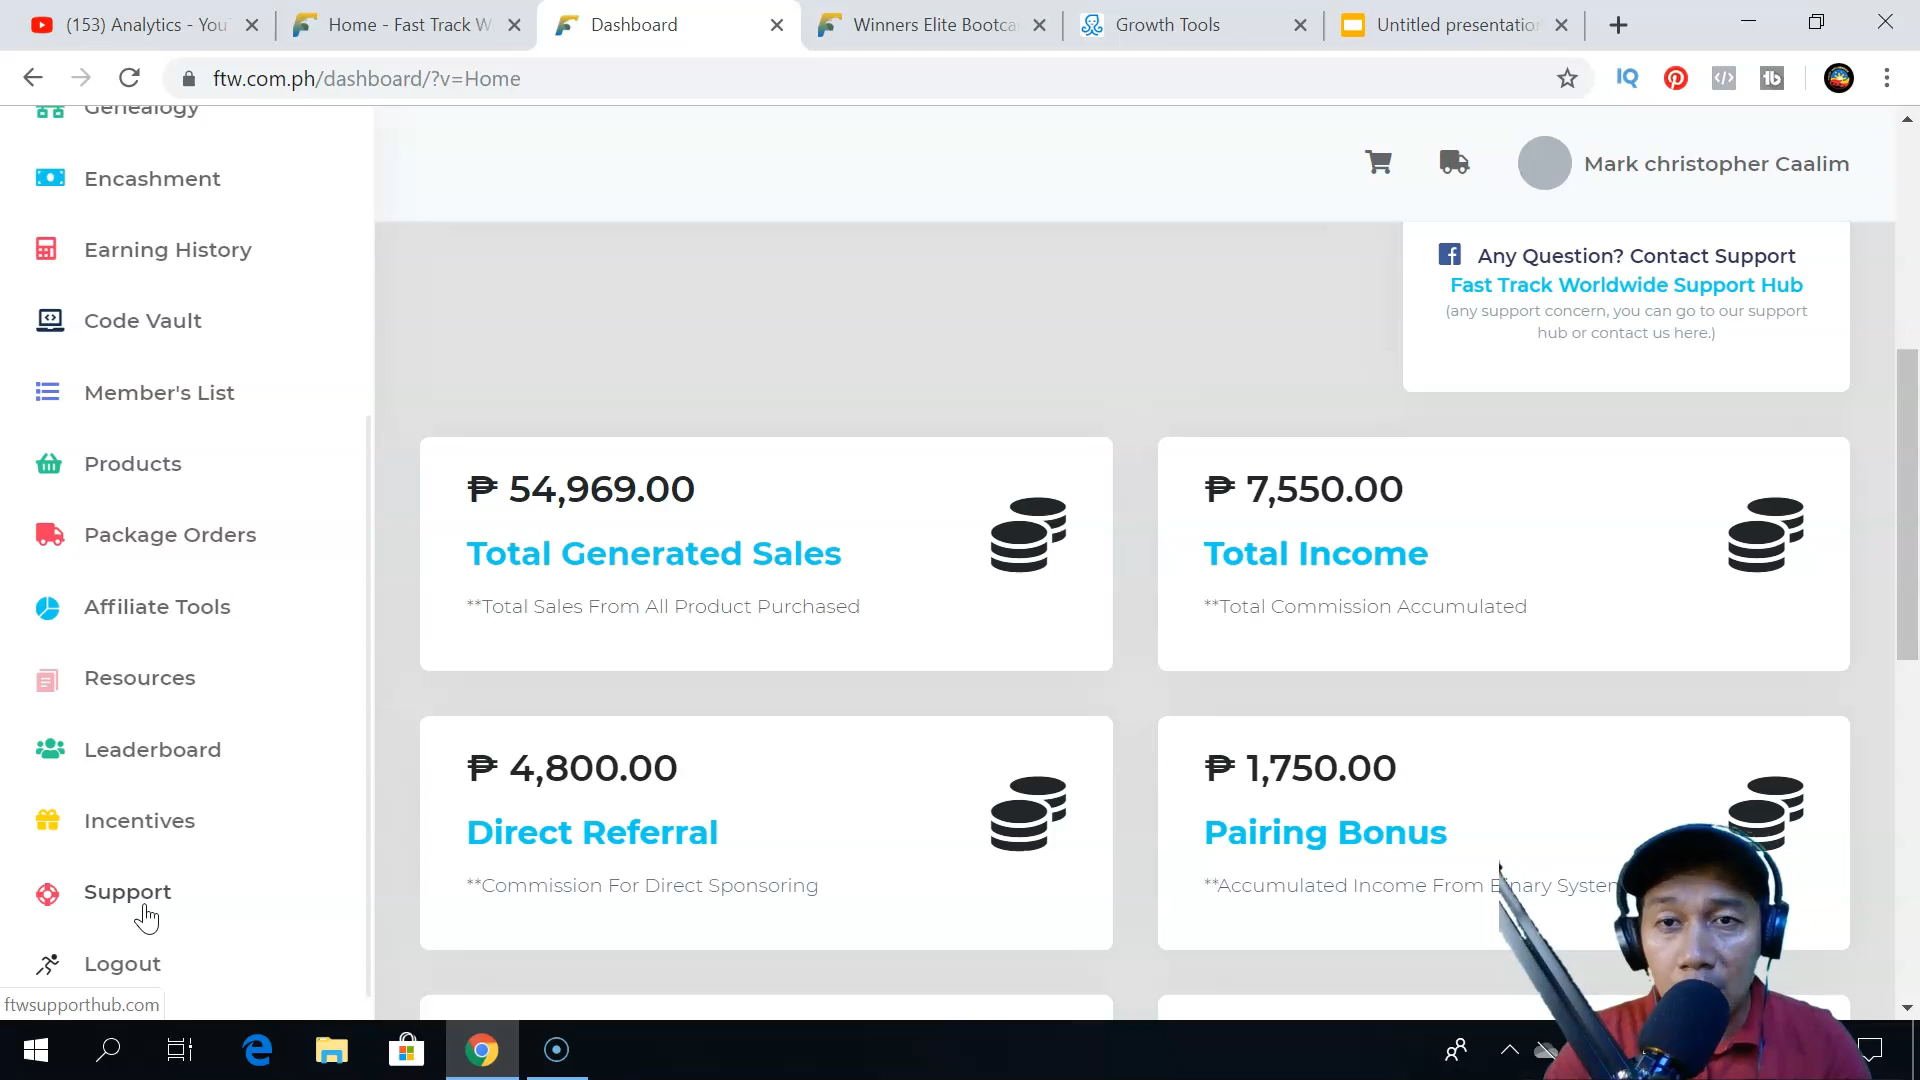 (153) Analytics - You
Home - Fast Track W
Dashboard
Winners Elite Bootca
Growth Tools
Untitled presentation
ftw.com.ph/dashboard/?v=Home
IQ
Genealogy
Encashment
Earning History
Code Vault
Member's List
Products
Package Orders
Affiliate Tools
Resources
Leaderboard
Incentives
Support
Logout
ftwsupporthub.com
Mark christopher Caalim
Any Question? Contact Support
Fast Track Worldwide Support Hub
(any support concern, you can go to our support
hub or contact us here.)
₱ 54,969.00
Total Generated Sales
**Total Sales From All Product Purchased
₱ 7,550.00
Total Income
**Total Commission Accumulated
₱ 4,800.00
Direct Referral
**Commission For Direct Sponsoring
₱ 1,750.00
Pairing Bonus
**Accumulated Income From Binary System